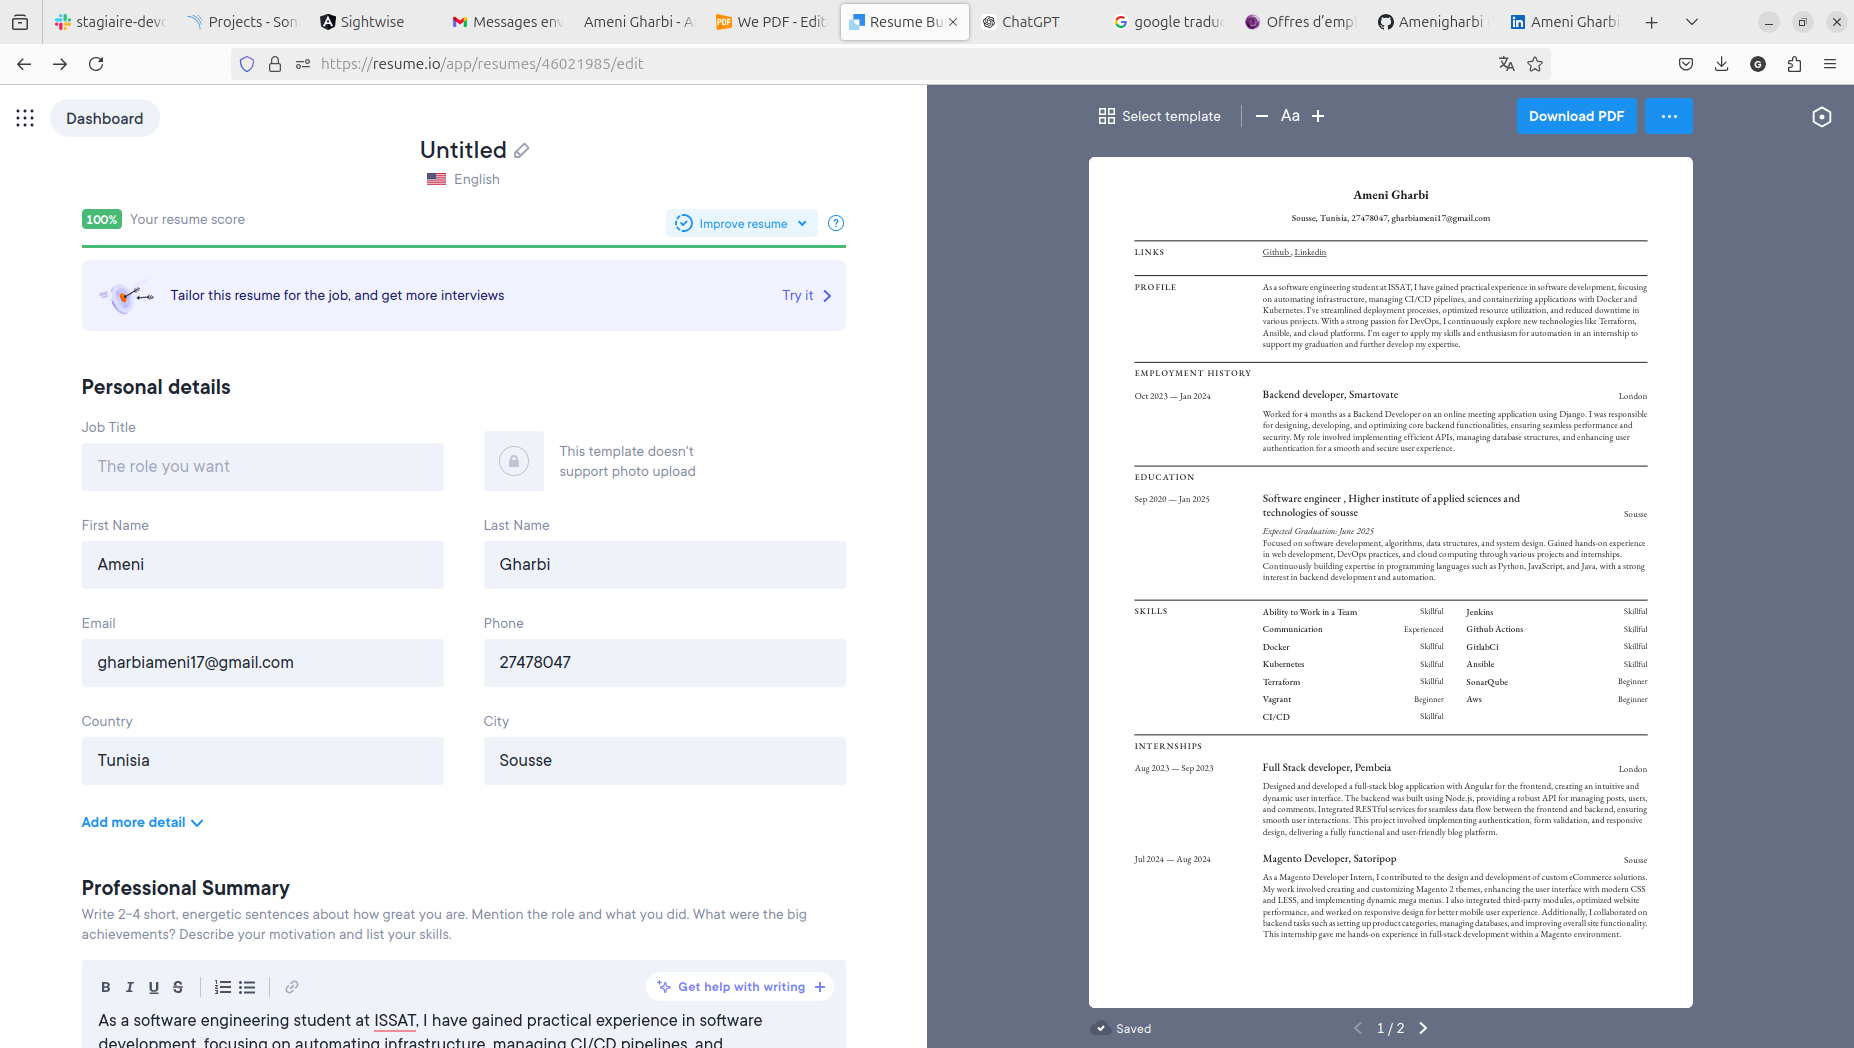 stagiaire-devo
Projects - Son
Sightwise
Messages env
Ameni Gharbi - A
We PDF - Edit
Resume Bu
ChatGPT
google traduc
Offres d'empl
Amenigharbi
Ameni Gharbi
https://resume.io/app/resumes/46021985/edit
G
Dashboard
Untitled
English
100% Your resume score
Improve resume
?
Tailor this resume for the job, and get more interviews
Try it
Personal details
Job Title
The role you want
This template doesn't
support photo upload
First Name
Last Name
Ameni
Gharbi
Email
Phone
gharbiameni17@gmail.com
27478047
Country
City
Tunisia
Sousse
Add more detail
Professional Summary
Write 2-4 short, energetic sentences about how great you are. Mention the role and what you did. What were the big
achievements? Describe your motivation and list your skills.
B I U S
Get help with writing +
As a software engineering student at ISSAT, I have gained practical experience in software
development, focusing on automating infrastructure, managing CI/CD pipelines, and
Select template
− Aa +
Download PDF
...
Ameni Gharbi
Sousse, Tunisia, 27478047, gharbiameni17@gmail.com
LINKS
Github , Linkedin
PROFILE
As a software engineering student at ISSAT, I have gained practical experience in software development, focusing
on automating infrastructure, managing CI/CD pipelines, and containerizing applications with Docker and
Kubernetes. I've streamlined deployment processes, optimized resource utilization, and reduced downtime in
various projects. With a strong passion for DevOps, I continuously explore new technologies like Terraform,
Ansible, and cloud platforms. I'm eager to apply my skills and enthusiasm for automation in an internship to
support my graduation and further develop my expertise.
EMPLOYMENT HISTORY
Oct 2023 — Jan 2024
Backend developer, Smartovate
London
Worked for 4 months as a Backend Developer on an online meeting application using Django. I was responsible
for designing, developing, and optimizing core backend functionalities, ensuring seamless performance and
security. My role involved implementing efficient APIs, managing database structures, and enhancing user
authentication for a smooth and secure user experience.
EDUCATION
Sep 2020 — Jan 2025
Software engineer , Higher institute of applied sciences and
technologies of sousse
Sousse
Expected Graduation: June 2025
Focused on software development, algorithms, data structures, and system design. Gained hands-on experience
in web development, DevOps practices, and cloud computing through various projects and internships.
Continuously building expertise in programming languages such as Python, JavaScript, and Java, with a strong
interest in backend development and automation.
SKILLS
Ability to Work in a Team Skillful Jenkins Skillful
Communication Experienced Github Actions Skillful
Docker Skillful GitlabCi Skillful
Kubernetes Skillful Ansible Skillful
Terraform Skillful SonarQube Beginner
Vagrant Beginner Aws Beginner
CI/CD Skillful
INTERNSHIPS
Aug 2023 — Sep 2023
Full Stack developer, Pembeia
London
Designed and developed a full-stack blog application with Angular for the frontend, creating an intuitive and
dynamic user interface. The backend was built using Node.js, providing a robust API for managing posts, users,
and comments. Integrated RESTful services for seamless data flow between the frontend and backend, ensuring
smooth user interactions. This project involved implementing authentication, form validation, and responsive
design, delivering a fully functional and user-friendly blog platform.
Jul 2024 — Aug 2024
Magento Developer, Satoripop
Sousse
As a Magento Developer Intern, I contributed to the design and development of custom eCommerce solutions.
My work involved creating and customizing Magento 2 themes, enhancing the user interface with modern CSS
and LESS, and implementing dynamic mega menus. I also integrated third-party modules, optimized website
performance, and worked on responsive design for better mobile user experience. Additionally, I collaborated on
backend tasks such as setting up product categories, managing databases, and improving overall site functionality.
This internship gave me hands-on experience in full-stack development within a Magento environment.
Saved
1 / 2